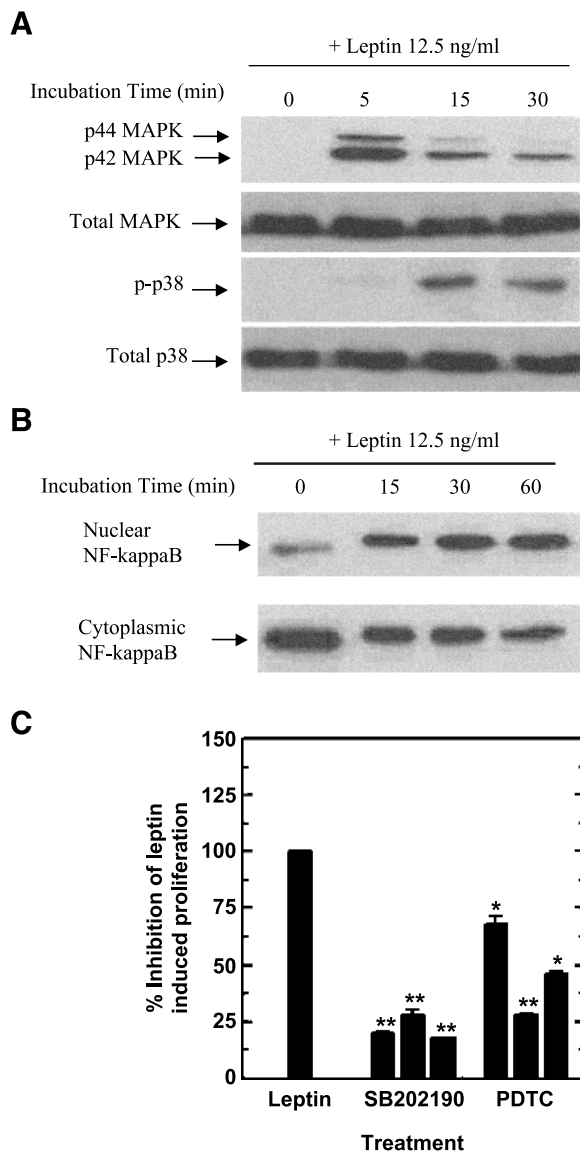 A
+ Leptin 12.5 ng/ml
Incubation Time (min) 0 5 15 30
p44 MAPK
p42 MAPK
Total MAPK
p-p38
Total p38
B
+ Leptin 12.5 ng/ml
Incubation Time (min) 0 15 30 60
Nuclear
NF-kappaB
Cytoplasmic
NF-kappaB
C
% Inhibition of leptin
induced proliferation
150
125
100
75
50
25
0
*
**
**
**
**
*
Leptin SB202190 PDTC
Treatment